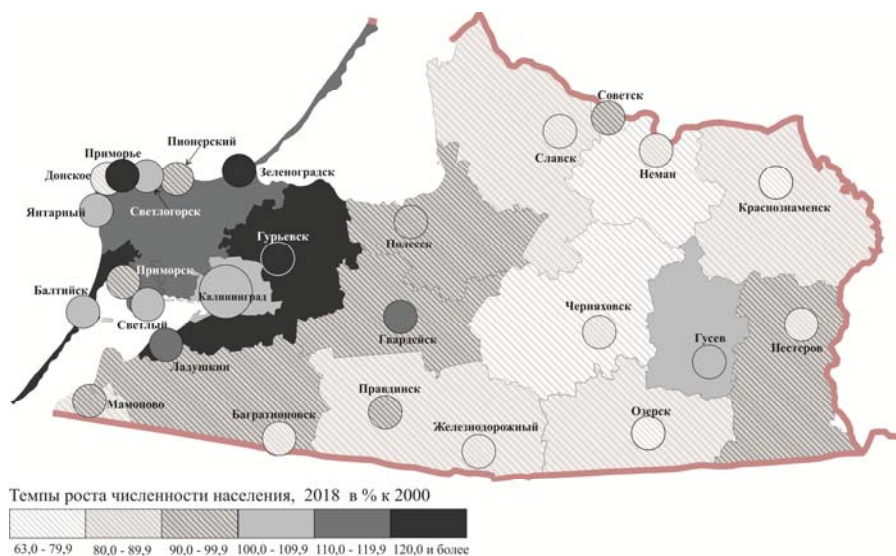 Советск
Пионерский
Приморье
Славск
Донское
Зеленоградск
Неман
Янтарный
Светлогорск
Краснознаменск
Полесск
Гурьевск
Приморск
Балтийск
Калининград
Светлый
Черняховск
Гвардейск
Гусев
Нестеров
Ладушкин
Правдинск
Мамоново
Багратионовск
Озерск
Железнодорожный
Темпы роста численности населения, 2018 в % к 2000
63,0 - 79,9 80,0 - 89,9 90,0 - 99,9 100,0 - 109,9 110,0 - 119,9 120,0 и более